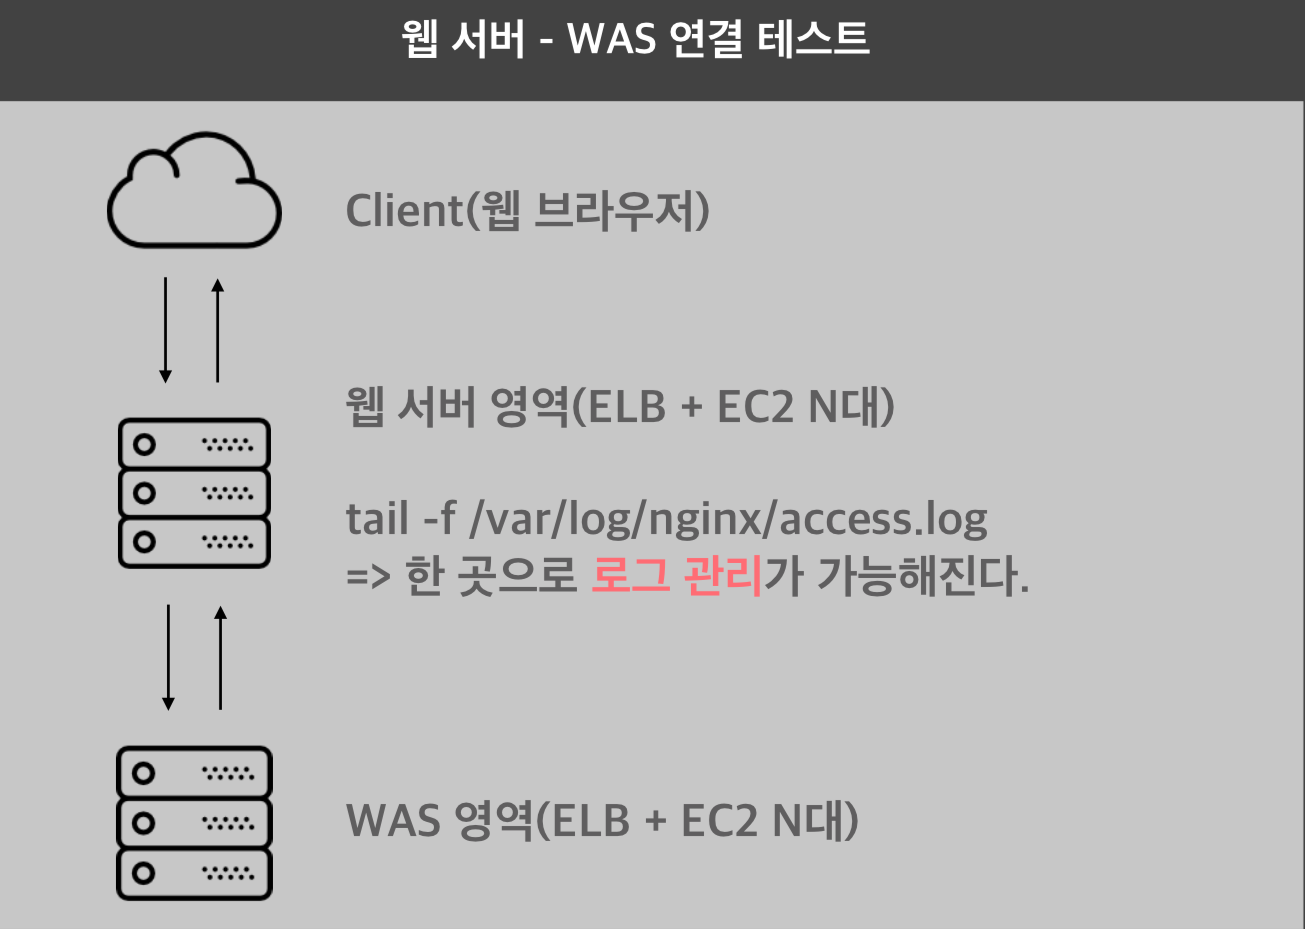 웹 서버 - WAS 연결 테스트
Client(웹 브라우저)
웹 서버 영역(ELB + EC2 N대)
tail -f /var/log/nginx/access.log
=> 한 곳으로 로그 관리가 가능해진다.
WAS 영역(ELB + EC2 N대)